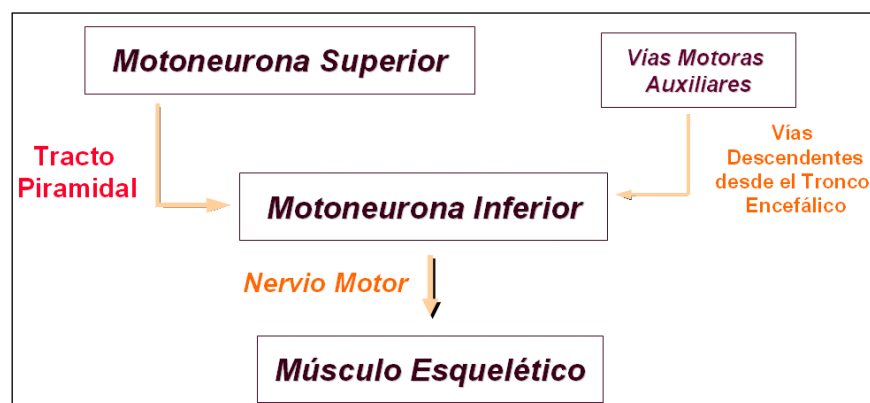 Motoneurona Superior
Vías Motoras
Auxiliares
Tracto
Piramidal
Vías
Descendentes
desde el Tronco
Encefálico
Motoneurona Inferior
Nervio Motor
Músculo Esquelético